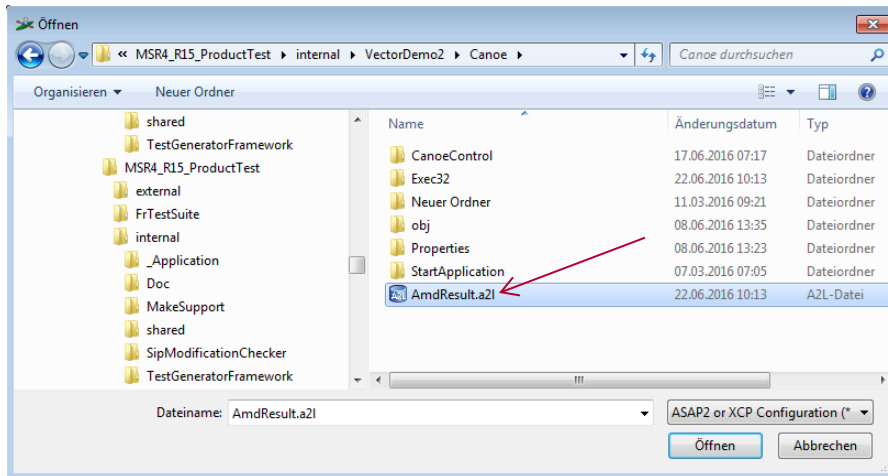 Öffnen
« MSR4_R15_ProductTest ▸ internal ▸ VectorDemo2 ▸ Canoe ▸
Canoe durchsuchen
Organisieren ▾ Neuer Ordner
shared
TestGeneratorFramework
MSR4_R15_ProductTest
external
FrTestSuite
internal
_Application
Doc
MakeSupport
shared
SipModificationChecker
TestGeneratorFramework
Name Änderungsdatum Typ
CanoeControl 17.06.2016 07:17 Dateiordner
Exec32 22.06.2016 10:13 Dateiordner
Neuer Ordner 11.03.2016 09:21 Dateiordner
obj 08.06.2016 13:35 Dateiordner
Properties 08.06.2016 13:23 Dateiordner
StartApplication 07.03.2016 07:05 Dateiordner
A2L AmdResult.a2l 22.06.2016 10:13 A2L-Datei
Dateiname: AmdResult.a2l
ASAP2 or XCP Configuration (*
Öffnen Abbrechen